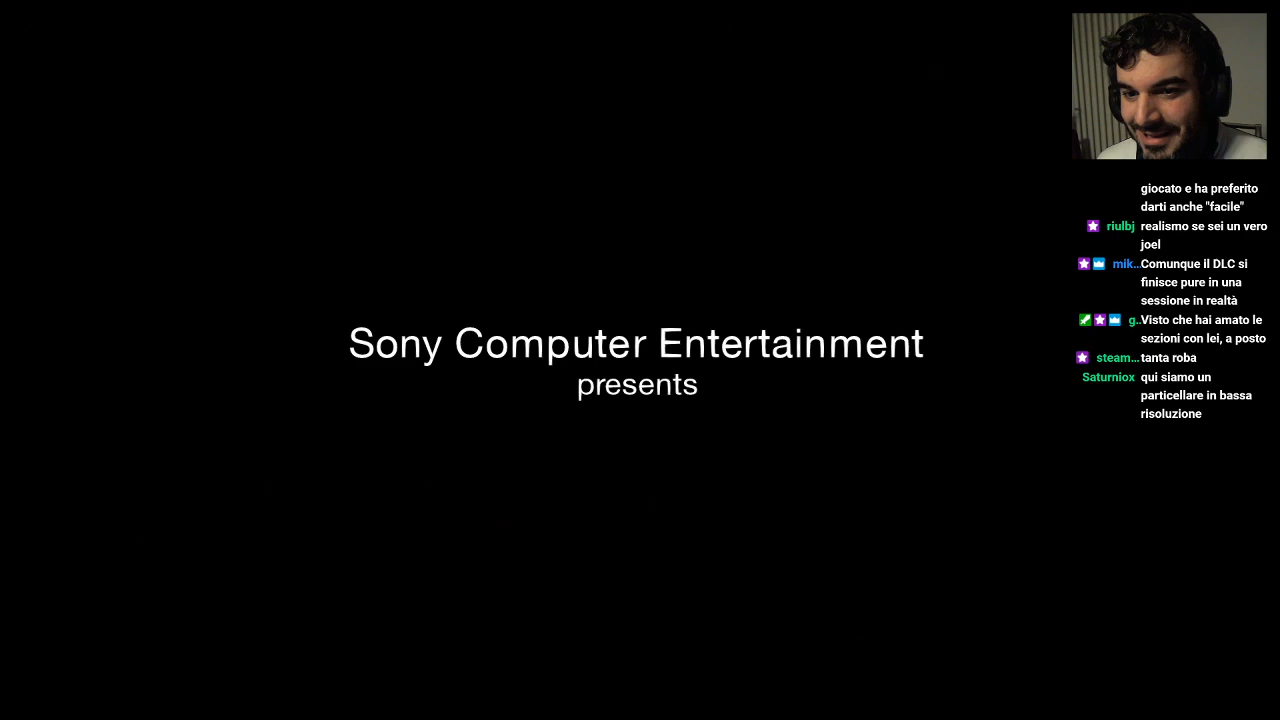 Sony Computer Entertainment
presents
giocato e ha preferito
darti anche "facile"
riulbj realismo se sei un vero
joel
mik... Comunque il DLC si
finisce pure in una
sessione in realtà
g.. Visto che hai amato le
sezioni con lei, a posto
steam... tanta roba
Saturniox qui siamo un
particellare in bassa
risoluzione